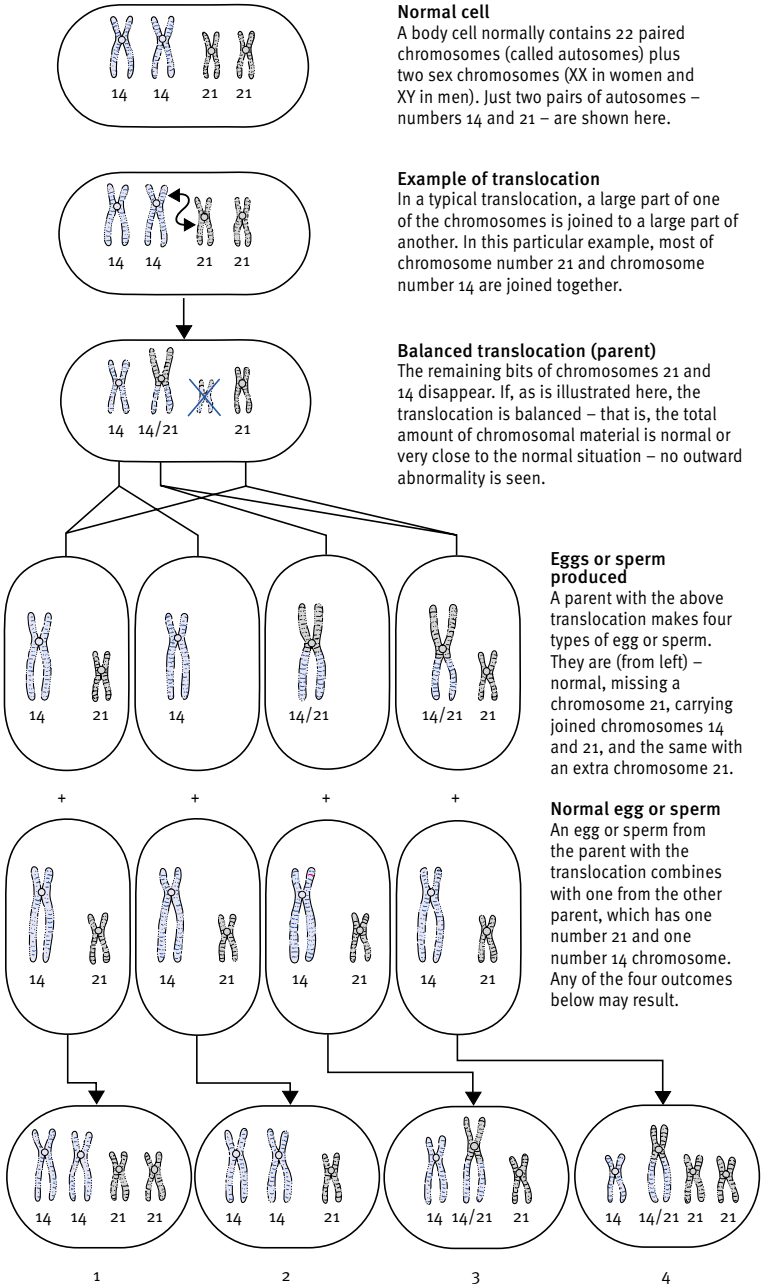 Normal cell
A body cell normally contains 22 paired
chromosomes (called autosomes) plus
two sex chromosomes (XX in women and
XY in men). Just two pairs of autosomes –
numbers 14 and 21 – are shown here.
14 14 21 21
Example of translocation
In a typical translocation, a large part of one
of the chromosomes is joined to a large part of
another. In this particular example, most of
chromosome number 21 and chromosome
number 14 are joined together.
14 14 21 21
Balanced translocation (parent)
The remaining bits of chromosomes 21 and
14 disappear. If, as is illustrated here, the
translocation is balanced – that is, the total
amount of chromosomal material is normal or
very close to the normal situation – no outward
abnormality is seen.
14 14/21 21
Eggs or sperm
produced
A parent with the above
translocation makes four
types of egg or sperm.
They are (from left) –
normal, missing a
chromosome 21, carrying
joined chromosomes 14
and 21, and the same with
an extra chromosome 21.
14 21 14 14/21 14/21 21
+ + + +
Normal egg or sperm
An egg or sperm from
the parent with the
translocation combines
with one from the other
parent, which has one
number 21 and one
number 14 chromosome.
Any of the four outcomes
below may result.
14 21 14 21 14 21 14 21
14 14 21 21 14 14 21 14 14/21 21 14 14/21 21 21
1 2 3 4